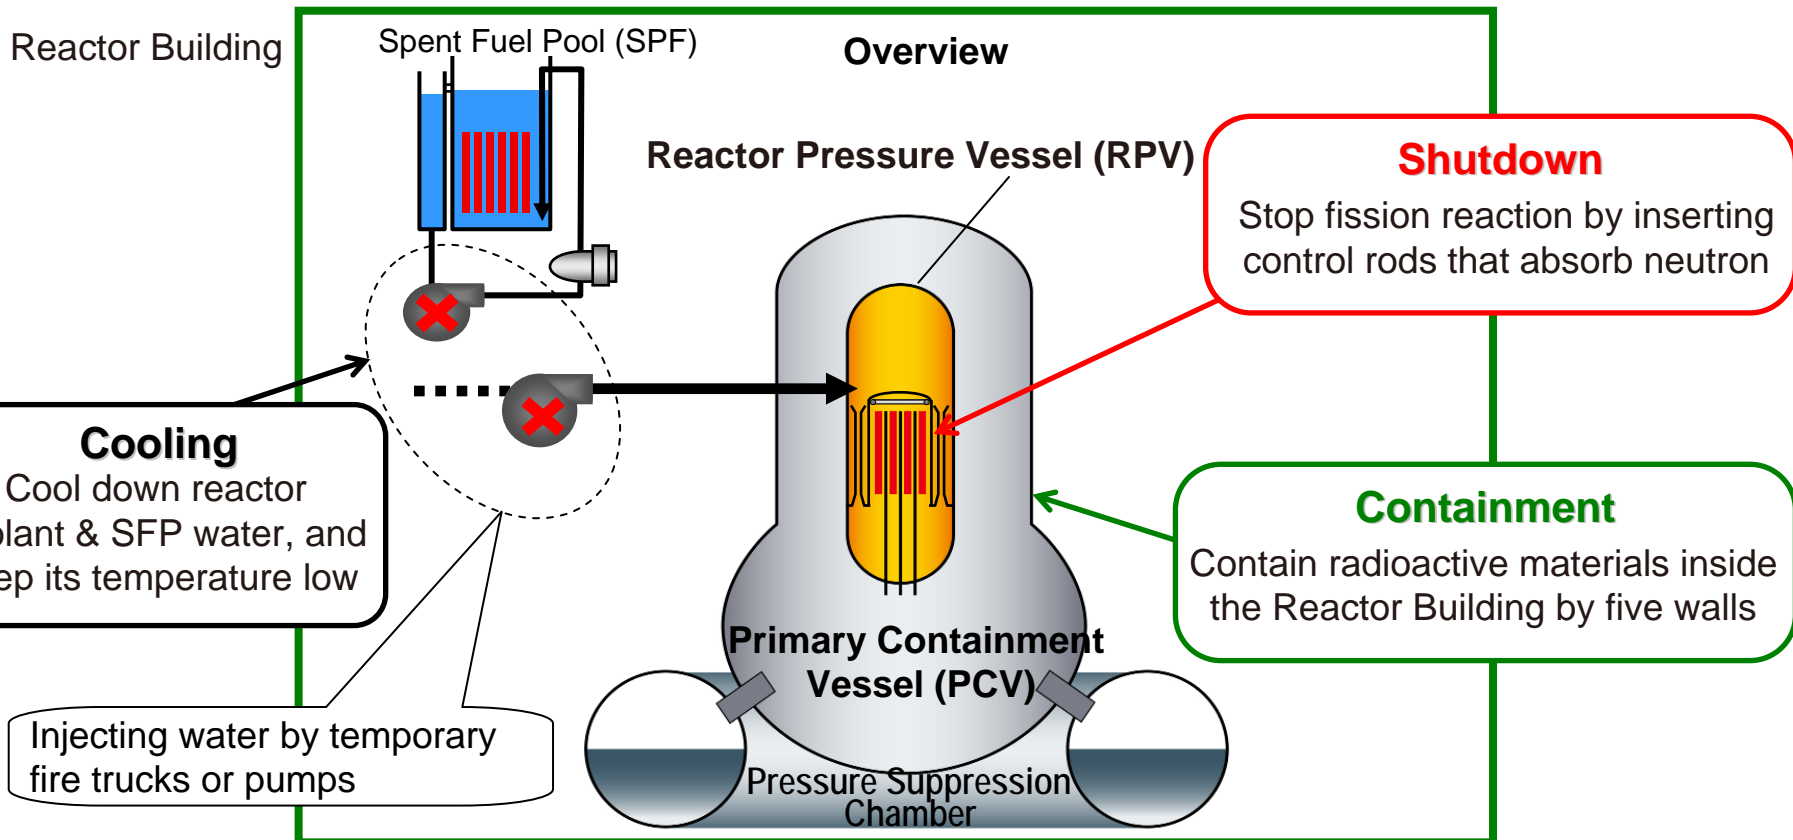 Reactor Building
Spent Fuel Pool (SPF)
Overview
Reactor Pressure Vessel (RPV)
Shutdown
Stop fission reaction by inserting
control rods that absorb neutron
Cooling
Cool down reactor
& SFP water, and
its temperature low
Containment
Contain radioactive materials inside
the Reactor Building by five walls
Primary Containment
Vessel (PCV)
Injecting water by temporary
fire trucks or pumps
Pressure Suppression
Chamber